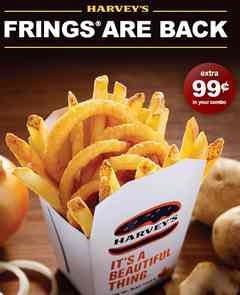 HARVEY'S
FRINGS® ARE BACK
extra
99¢
in your combo
HARVEY'S
IT'S A
BEAUTIFUL
THING